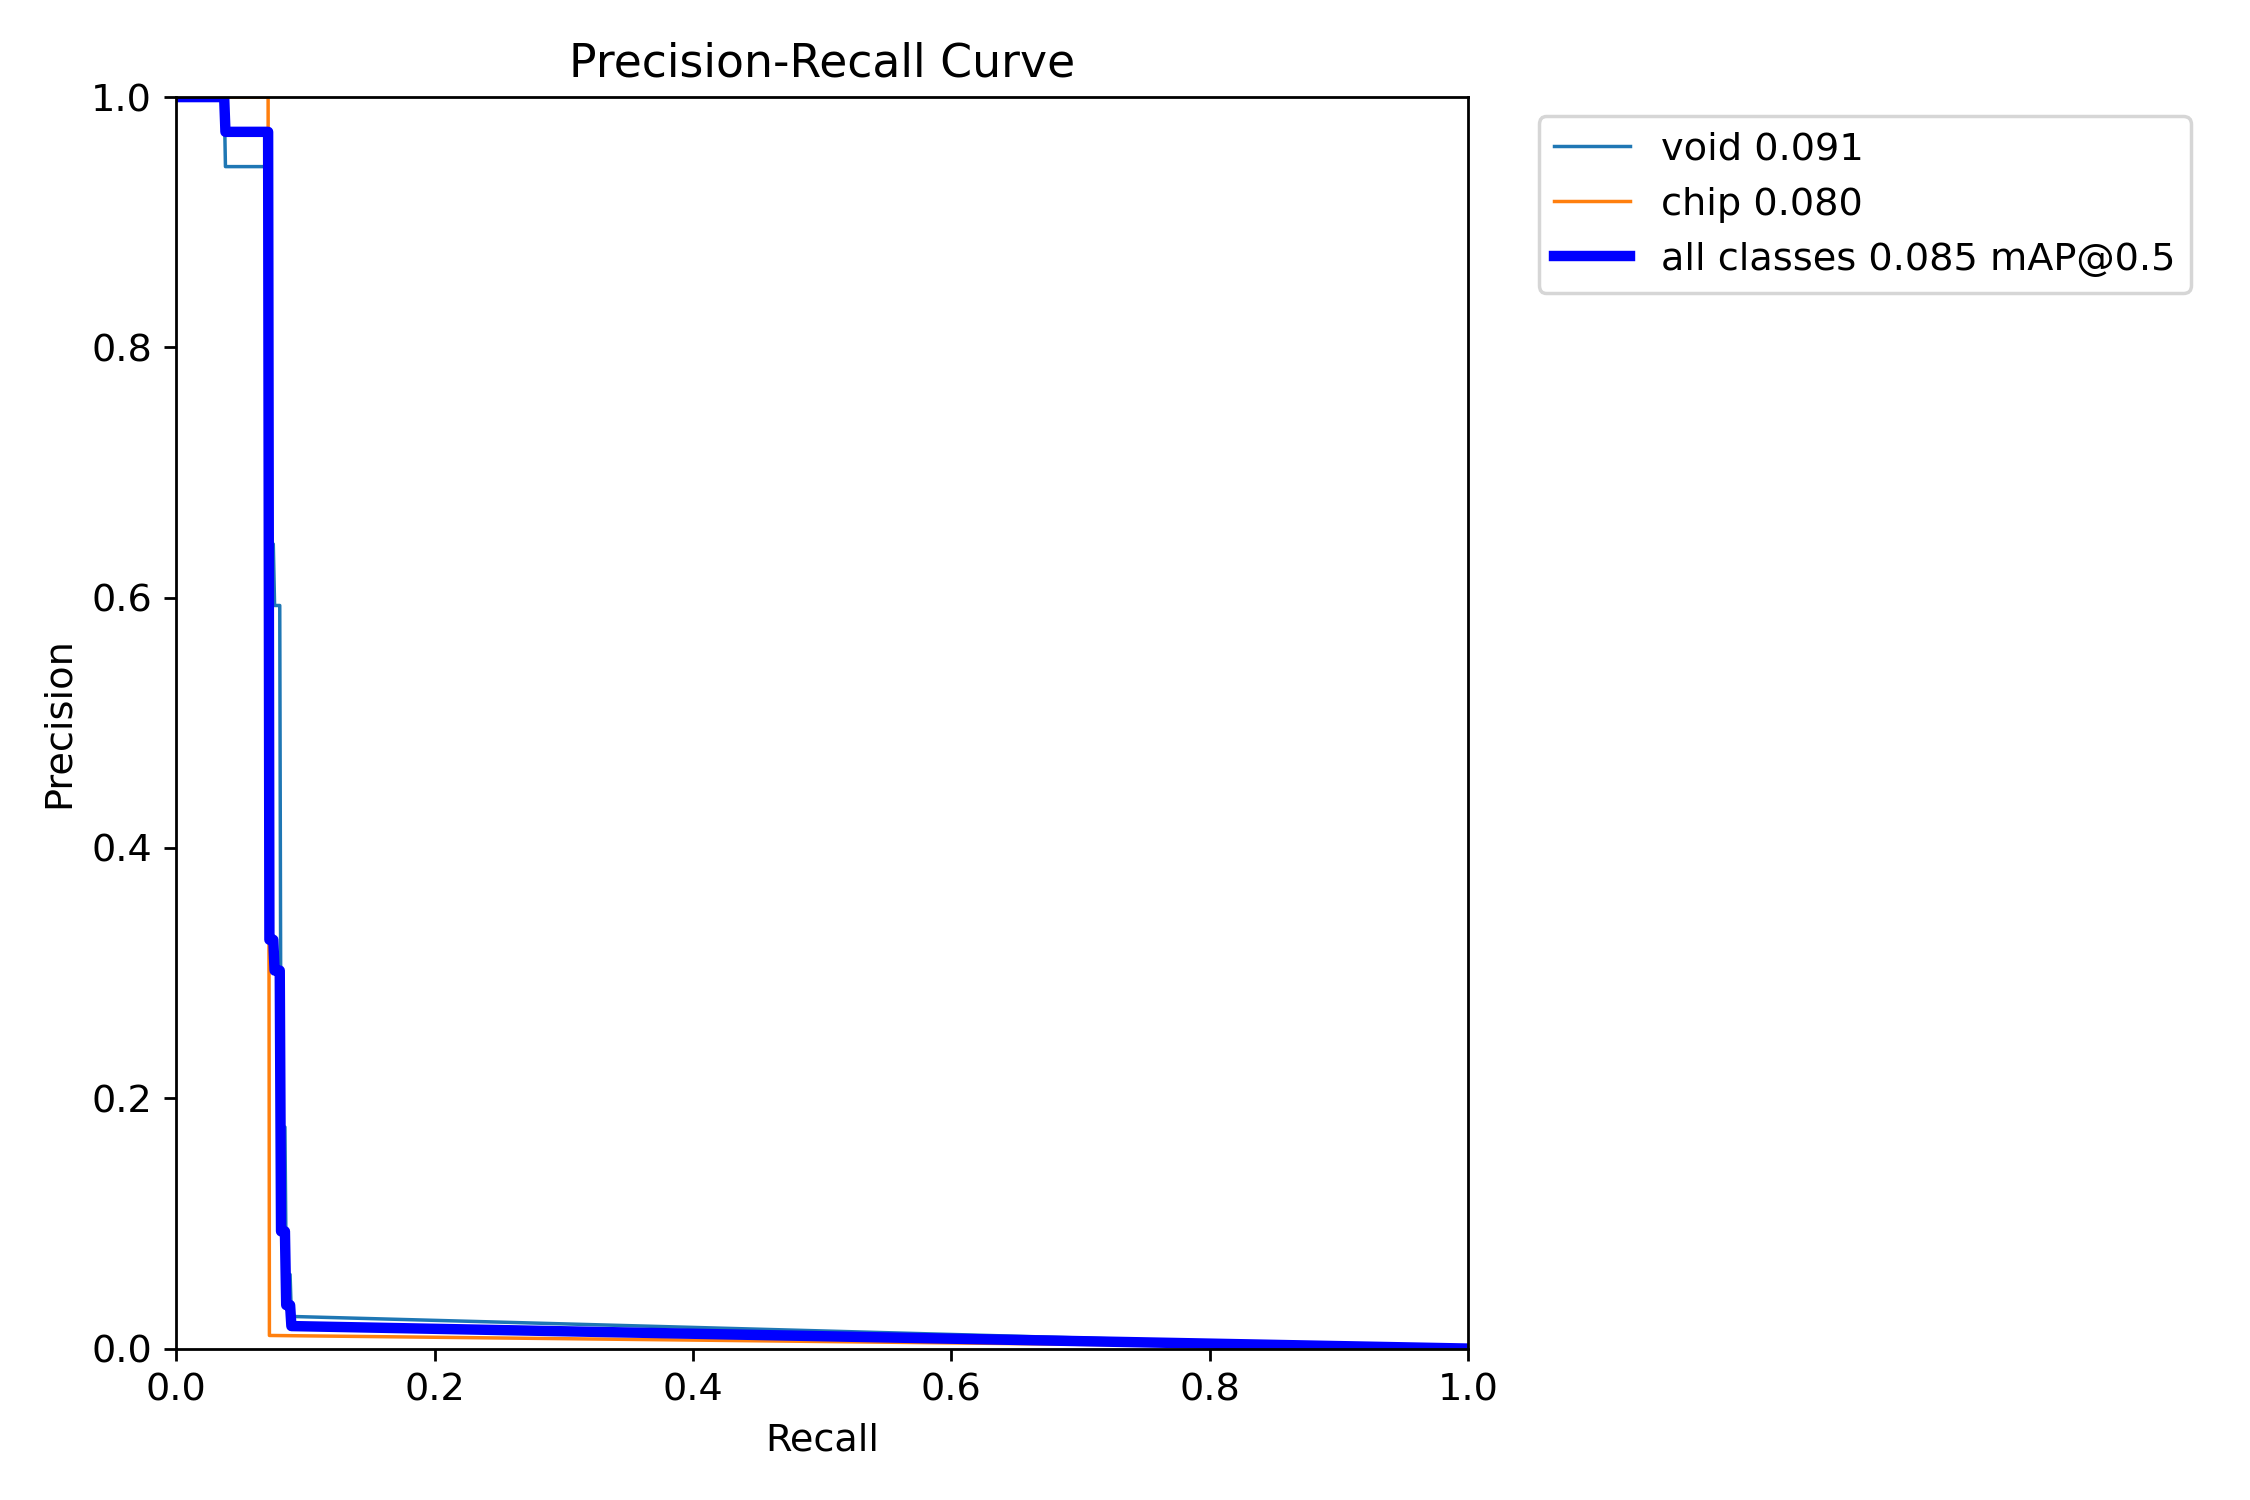 Precision-Recall Curve
void 0.091
chip 0.080
all classes 0.085 mAP@0.5
Precision
1.0
0.8
0.6
0.4
0.2
0.0
0.0 0.2 0.4 0.6 0.8 1.0
Recall